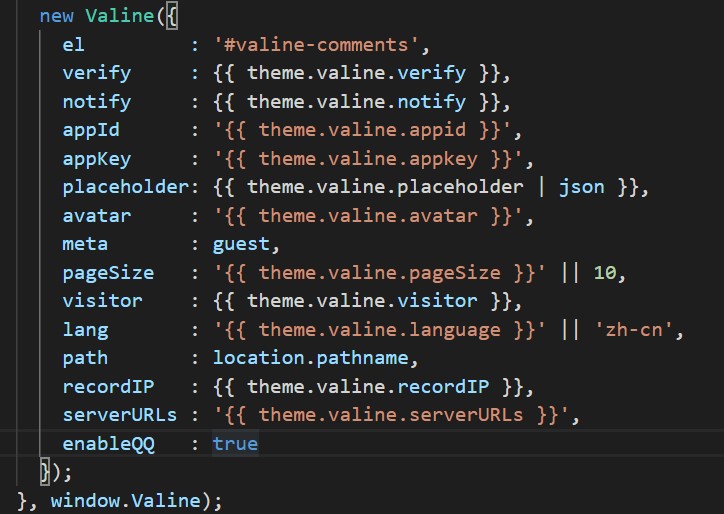 new Valine({
el : '#valine-comments',
verify : {{ theme.valine.verify }},
notify : {{ theme.valine.notify }},
appId : '{{ theme.valine.appid }}',
appKey : '{{ theme.valine.appkey }}',
placeholder: {{ theme.valine.placeholder | json }},
avatar : '{{ theme.valine.avatar }}',
meta : guest,
pageSize : '{{ theme.valine.pageSize }}' || 10,
visitor : {{ theme.valine.visitor }},
lang : '{{ theme.valine.language }}' || 'zh-cn',
path : location.pathname,
recordIP : {{ theme.valine.recordIP }},
serverURLs : '{{ theme.valine.serverURLs }}',
enableQQ : true
});
}, window.Valine);